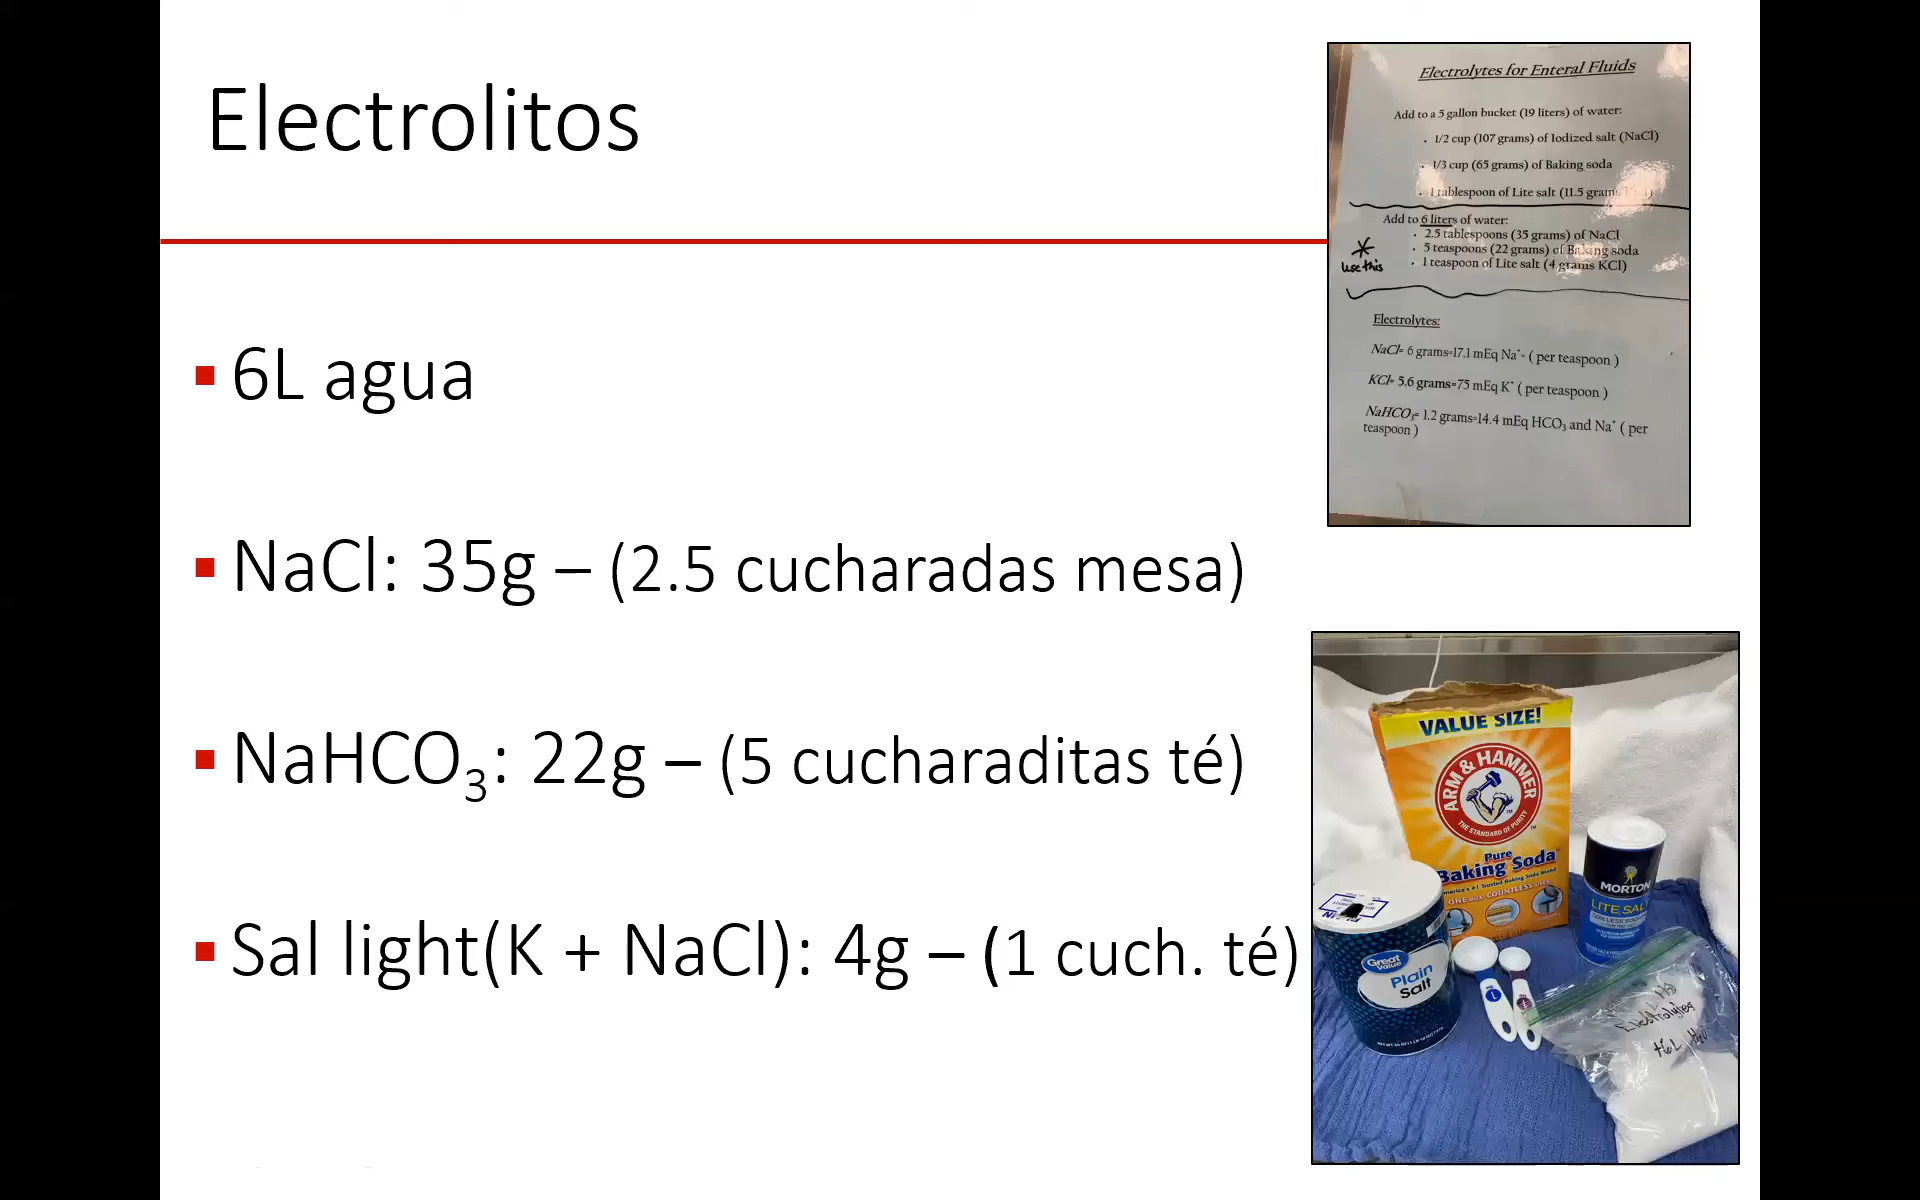 Electrolitos
6L agua
NaCl: 35g – (2.5 cucharadas mesa)
NaHCO₃: 22g – (5 cucharaditas té)
Sal light(K + NaCl): 4g – (1 cuch. té)
Electrolytes for Enteral Fluids
Add to a 5 gallon bucket (19 liters) of water:
· 1/2 cup (107 grams) of Iodized salt (NaCl)
· 1/3 cup (65 grams) of Baking soda
· 1 tablespoon of Lite salt (11.5 grams
Add to 6 liters of water:
· 2.5 tablespoons (35 grams) of NaCl
· 5 teaspoons (22 grams) of Baking soda
· 1 teaspoon of Lite salt (4 grams KCl)
* use this
Electrolytes:
NaCl= 6 grams=17.1 mEq Na⁺- ( per teaspoon )
KCl= 5.6 grams=75 mEq K⁺ ( per teaspoon )
NaHCO₃= 1.2 grams=14.4 mEq HCO₃ and Na⁺ ( per
teaspoon )
VALUE SIZE!
ARM & HAMMER
THE STANDARD OF PURITY
Pure
Baking Soda
MORTON
LITE SALT
Great
Value
Plain
Salt
Electrolytes
+6L H₂O